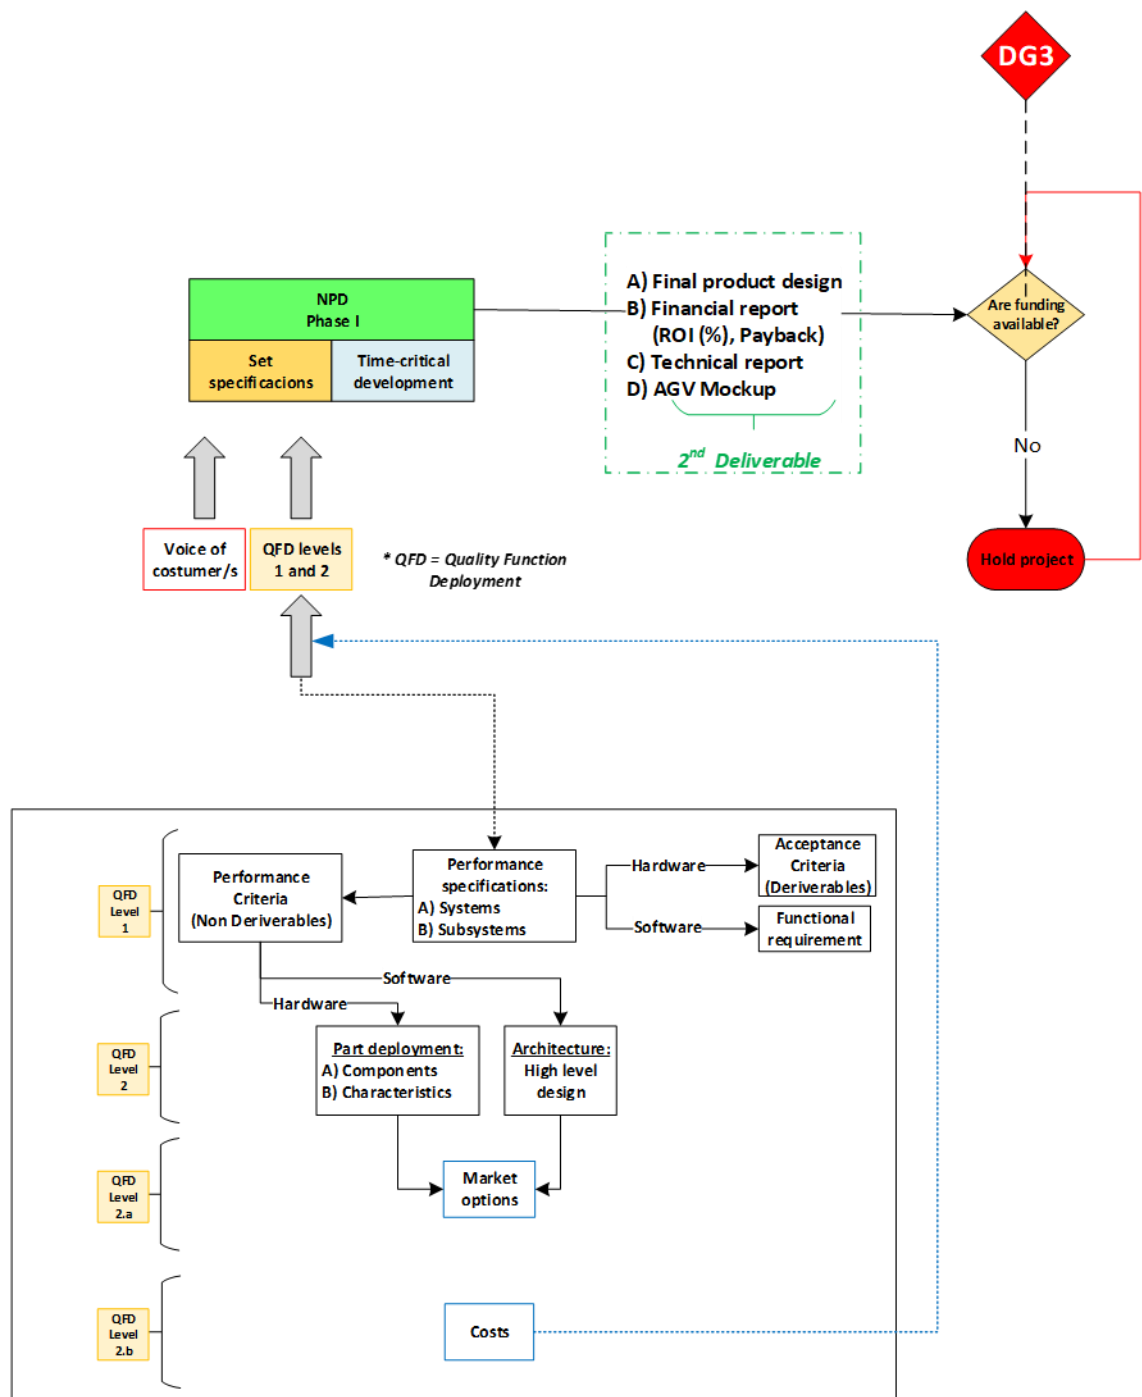 DG3
NPD
Phase I
Set
specificacions
Time-critical
development
A) Final product design
B) Financial report
(ROI (%), Payback)
C) Technical report
D) AGV Mockup
2nd Deliverable
Are funding
available?
No
Hold project
Voice of
costumer/s
QFD levels
1 and 2
* QFD = Quality Function
Deployment
QFD
Level
1
Performance
Criteria
(Non Deriverables)
Performance
specifications:
A) Systems
B) Subsystems
Hardware
Acceptance
Criteria
(Deriverables)
Software
Functional
requirement
Software
Hardware
QFD
Level
2
Part deployment:
A) Components
B) Characteristics
Architecture:
High level
design
QFD
Level
2.a
Market
options
QFD
Level
2.b
Costs